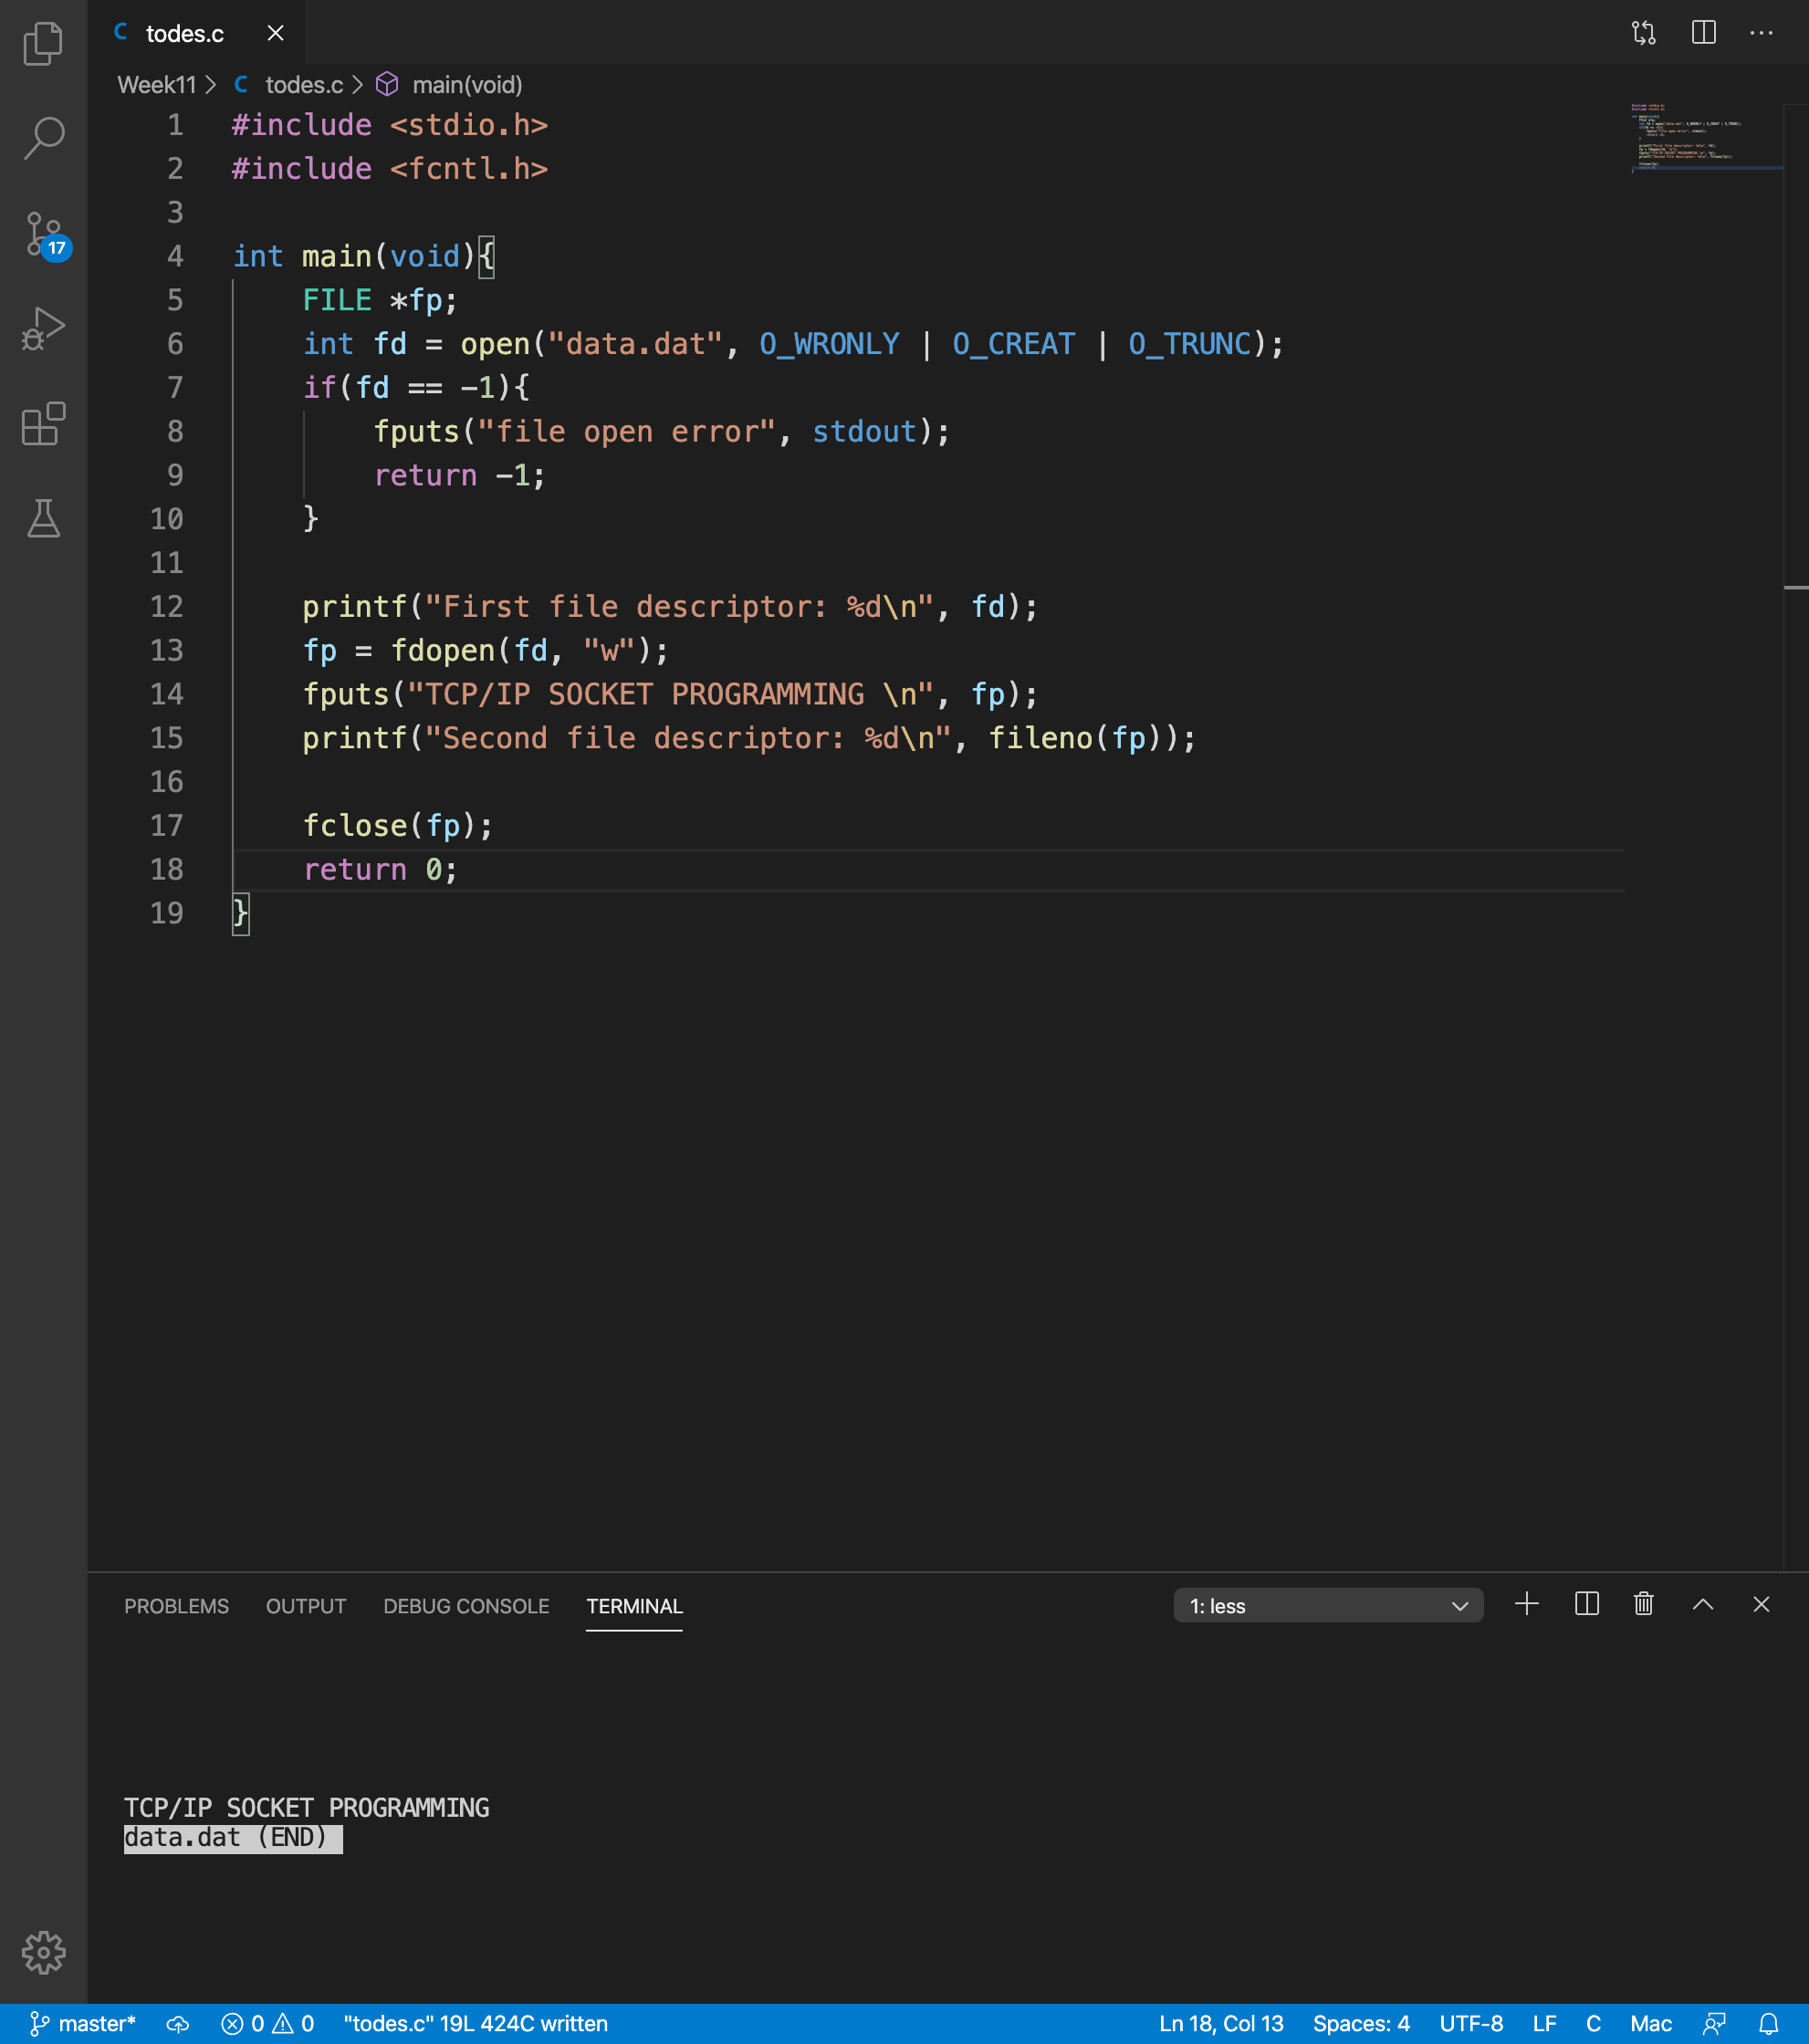 C todes.c
Week11 > C todes.c > main(void)
1 #include <stdio.h>
2 #include <fcntl.h>
3
4 int main(void){
5     FILE *fp;
6     int fd = open("data.dat", O_WRONLY | O_CREAT | O_TRUNC);
7     if(fd == -1){
8         fputs("file open error", stdout);
9         return -1;
10     }
11
12     printf("First file descriptor: %d\n", fd);
13     fp = fdopen(fd, "w");
14     fputs("TCP/IP SOCKET PROGRAMMING \n", fp);
15     printf("Second file descriptor: %d\n", fileno(fp));
16
17     fclose(fp);
18     return 0;
19 }
17
PROBLEMS OUTPUT DEBUG CONSOLE TERMINAL 1: less
TCP/IP SOCKET PROGRAMMING
data.dat (END)
master* 0 0 "todes.c" 19L 424C written Ln 18, Col 13 Spaces: 4 UTF-8 LF C Mac